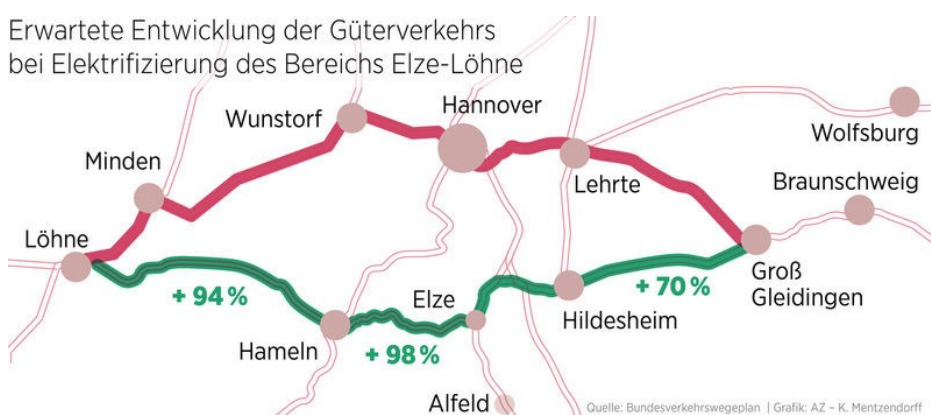 Erwartete Entwicklung der Güterverkehrs
bei Elektrifizierung des Bereichs Elze-Löhne
Hannover
Wunstorf
Wolfsburg
Minden
Lehrte
Braunschweig
Löhne
+ 94 %
Elze
+ 70 %
Groß
Gleidingen
Hildesheim
Hameln
+ 98 %
Alfeld
Quelle: Bundesverkehrswegeplan | Grafik: AZ – K. Mentzendorff